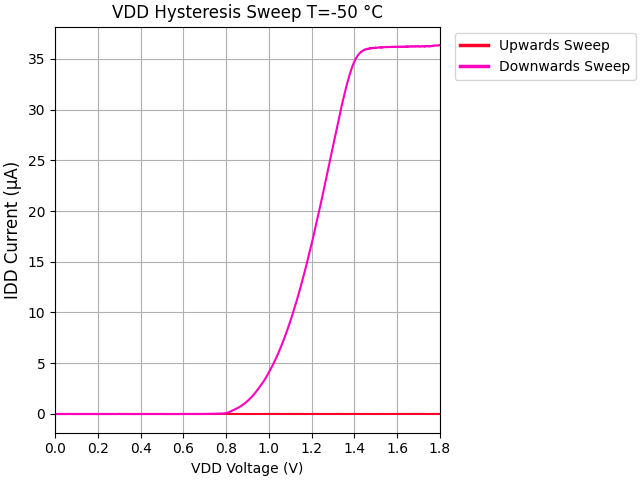 VDD Hysteresis Sweep T=-50 °C
Upwards Sweep
Downwards Sweep
IDD Current (μA)
35
30
25
20
15
10
5
0
0.0 0.2 0.4 0.6 0.8 1.0 1.2 1.4 1.6 1.8
VDD Voltage (V)